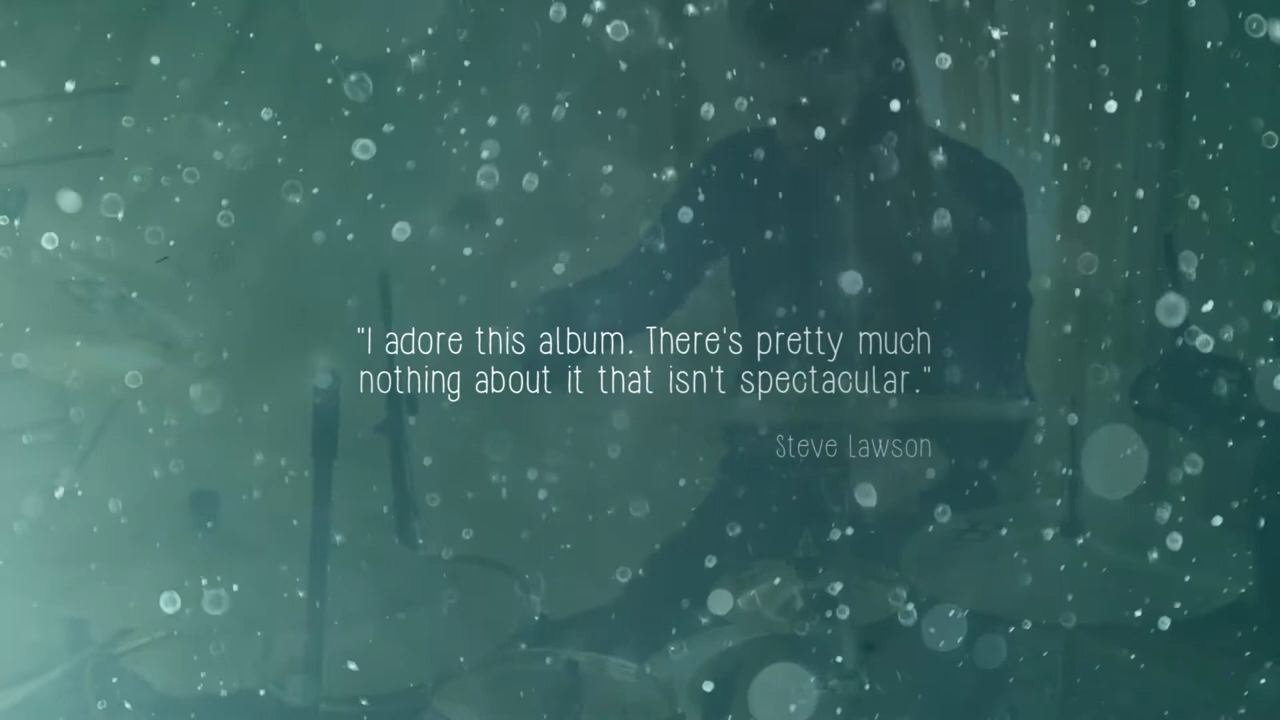 "I adore this album. There's pretty much
nothing about it that isn't spectacular."
Steve Lawson